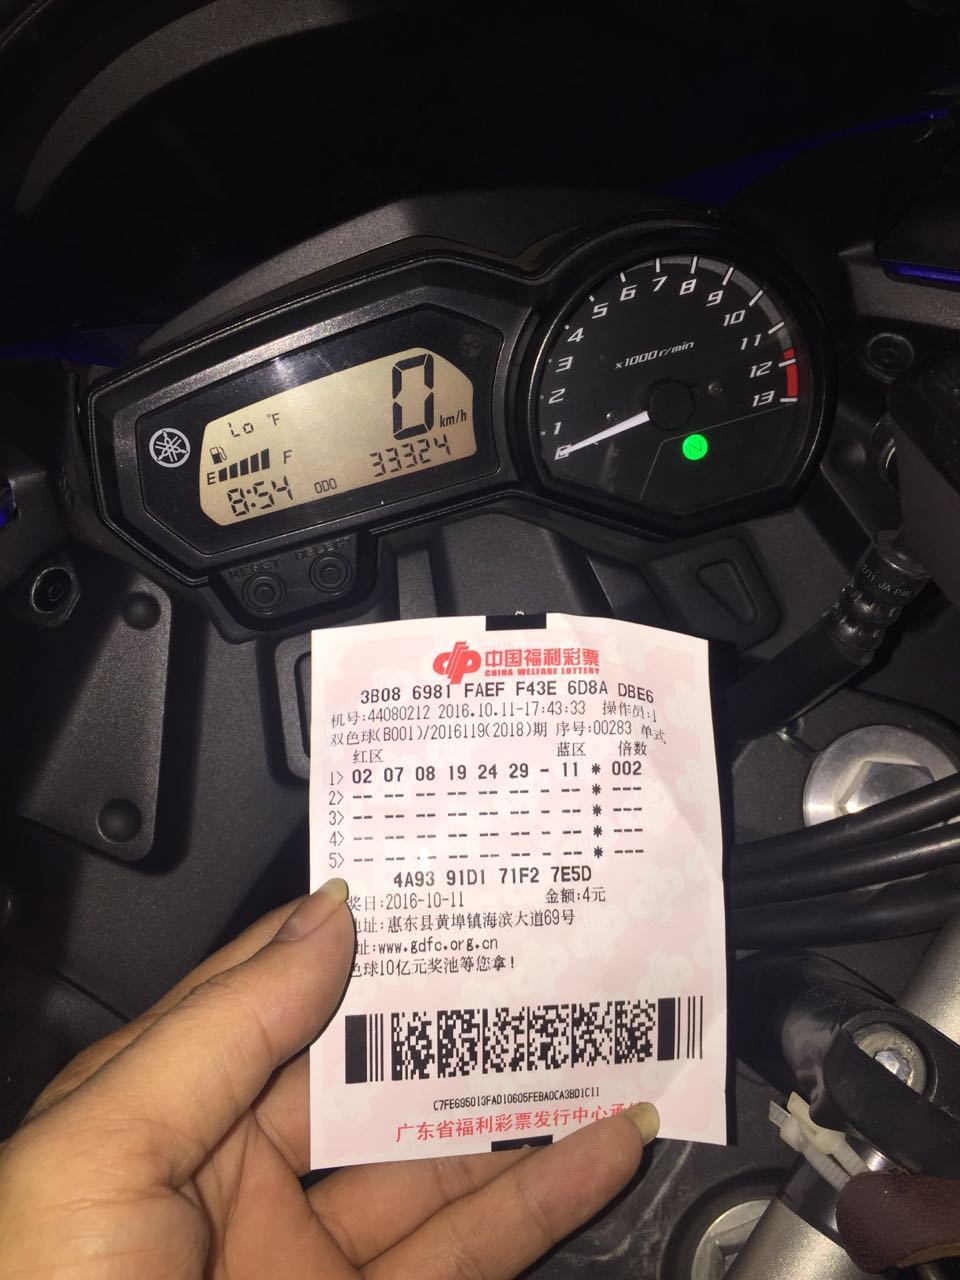 Lo °F
0 km/h
E F
8:54 ODO 33324
RESET SELECT
1 2 3 4 5 6 7 8 9 10 11 12 13
x1000 r/min
N
JAPAN
中国福利彩票
CHINA WELFARE LOTTERY
3B08 6981 FAEF F43E 6D8A DBE6
机号:44080212 2016.10.11-17:43:33 操作员:1
双色球(B001)/2016119(2018)期 序号:00283 单式
红区 蓝区 倍数
1> 02 07 08 19 24 29 - 11 * 002
2> -- -- -- -- -- -- - -- * ---
3> -- -- -- -- -- -- - -- * ---
4> -- -- -- -- -- -- - -- * ---
5> -- -- -- -- -- -- - -- * ---
4A93 91D1 71F2 7E5D
奖日:2016-10-11 金额:4元
址:惠东县黄埠镇海滨大道69号
址:www.gdfc.org.cn
色球10亿元奖池等您拿!
C7FE695013FAD10605FEBA0CA3BD1C11
广东省福利彩票发行中心承